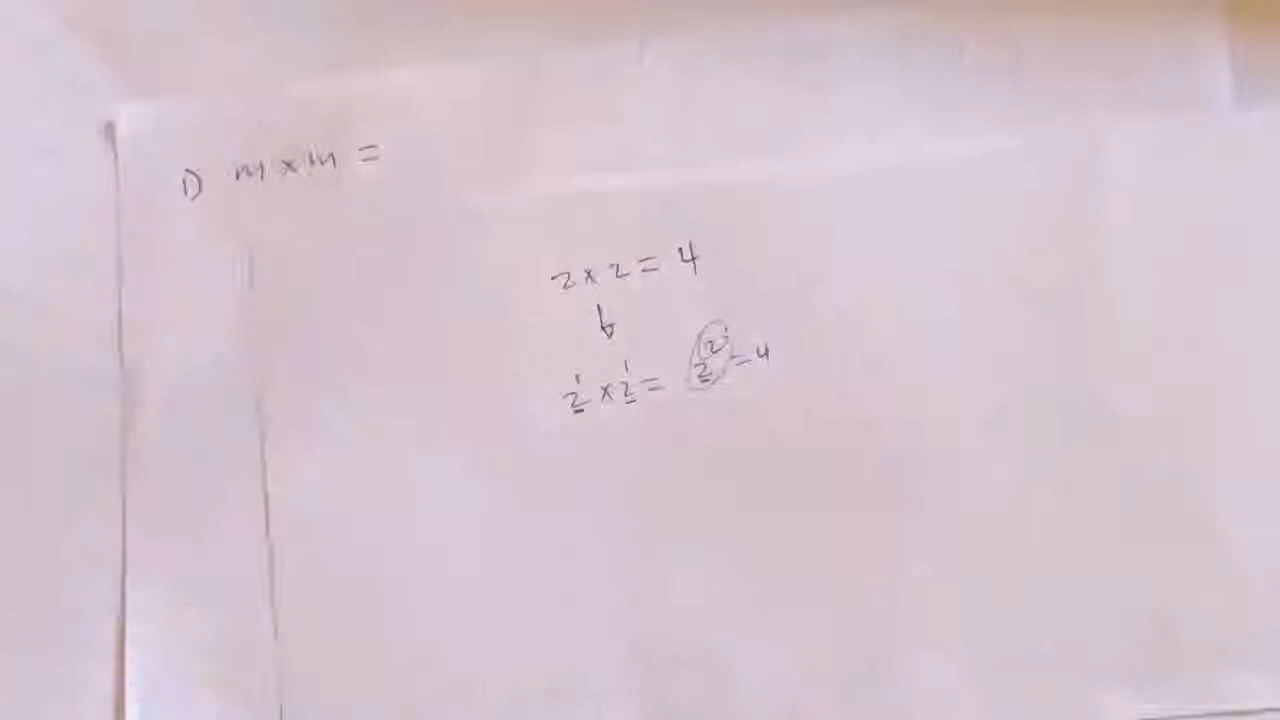 1) m × m =
2 × 2 = 4
↓
2¹ × 2¹ = 2² = 4